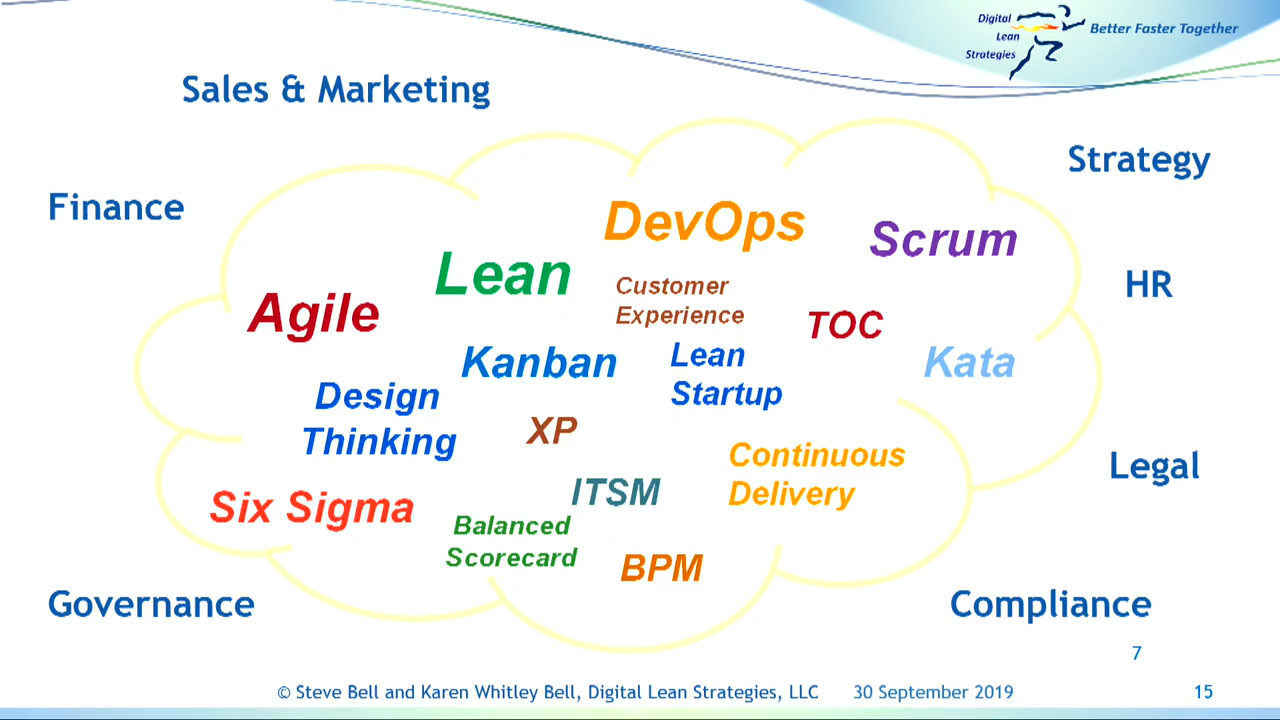 Digital
Lean
Strategies
Better Faster Together
Sales & Marketing
Strategy
Finance
DevOps
Scrum
Lean
HR
Customer
Experience
Agile
TOC
Kanban
Lean
Startup
Kata
Design
Thinking
XP
Continuous
Delivery
Legal
ITSM
Six Sigma
Balanced
Scorecard
BPM
Governance
Compliance
7
© Steve Bell and Karen Whitley Bell, Digital Lean Strategies, LLC
30 September 2019
15